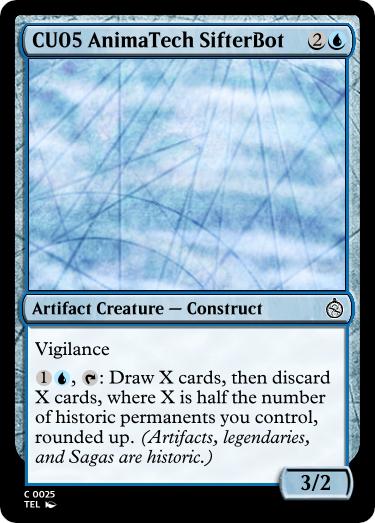 CU05 AnimaTech SifterBot 2
Artifact Creature — Construct
Vigilance
1, : Draw X cards, then discard
X cards, where X is half the number
of historic permanents you control,
rounded up. (Artifacts, legendaries,
and Sagas are historic.)
3/2
C 0025
TEL